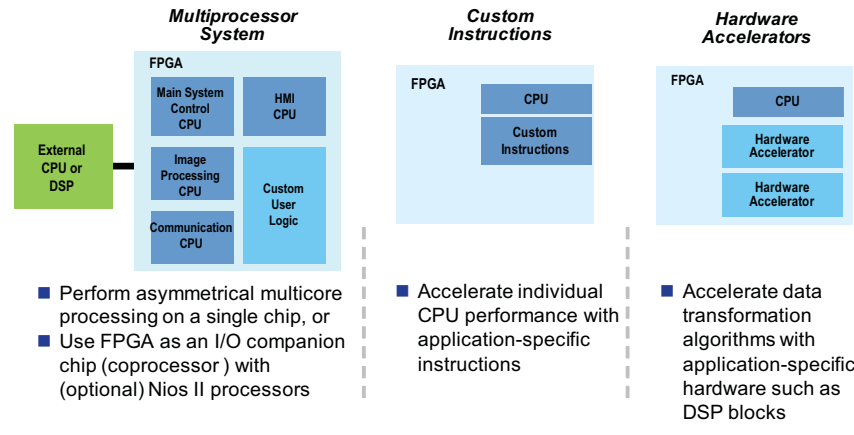 Multiprocessor
System
FPGA
Main System
Control
CPU
HMI
CPU
External
CPU or
DSP
Image
Processing
CPU
Custom
User
Logic
Communication
CPU
Perform asymmetrical multicore
processing on a single chip, or
Use FPGA as an I/O companion
chip (coprocessor ) with
(optional) Nios II processors
Custom
Instructions
FPGA
CPU
Custom
Instructions
Accelerate individual
CPU performance with
application-specific
instructions
Hardware
Accelerators
FPGA
CPU
Hardware
Accelerator
Hardware
Accelerator
Accelerate data
transformation
algorithms with
application-specific
hardware such as
DSP blocks